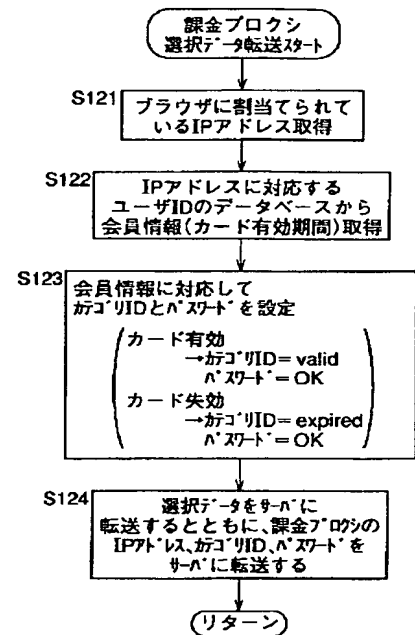 課金プロクシ
選択データ転送スタート
S121
ブラウザに割当てられて
いるIPアドレス取得
S122
IPアドレスに対応する
ユーザIDのデータベースから
会員情報(カード有効期間)取得
S123
会員情報に対応して
ｶﾃｺﾞﾘIDとﾊﾟｽﾜｰﾄﾞを設定
カード有効
→ｶﾃｺﾞﾘID=valid
ﾊﾟｽﾜｰﾄﾞ=OK
カード失効
→ｶﾃｺﾞﾘID=expired
ﾊﾟｽﾜｰﾄﾞ=OK
S124
選択データをｻｰﾊﾞに
転送するとともに、課金ﾌﾟﾛｸｼの
IPｱﾄﾞﾚｽ､ｶﾃｺﾞﾘID､ﾊﾟｽﾜｰﾄﾞを
ｻｰﾊﾞに転送する
リターン